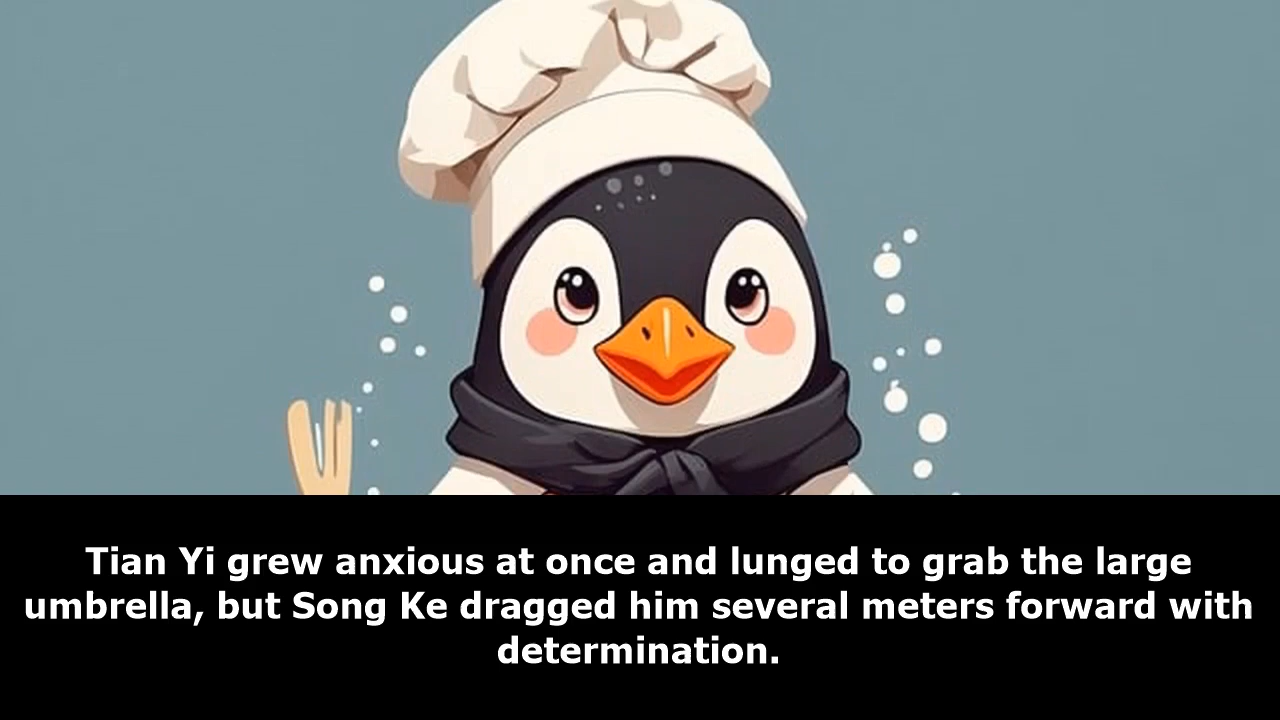 Tian Yi grew anxious at once and lunged to grab the large
umbrella, but Song Ke dragged him several meters forward with
determination.